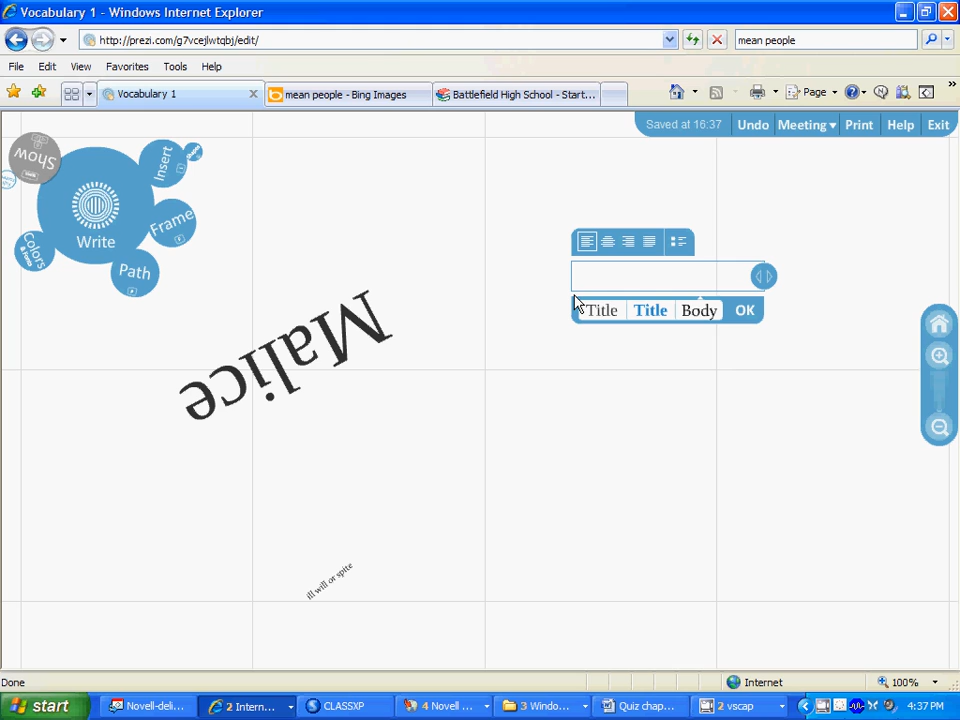 Vocabulary 1 - Windows Internet Explorer
http://prezi.com/g7vcejlwtqbj/edit/
mean people
File Edit View Favorites Tools Help
Vocabulary 1
mean people - Bing Images
Battlefield High School - Start...
Page
Saved at 16:37 Undo Meeting Print Help Exit
Show
Insert
Write
Frame
Colors
Path
Title Title Body OK
Malice
ill will or spite
Done
Internet
100%
start
Novell-deli...
2 Intern...
CLASSXP
4 Novell ...
3 Windo...
Quiz chap...
2 vscap
4:37 PM